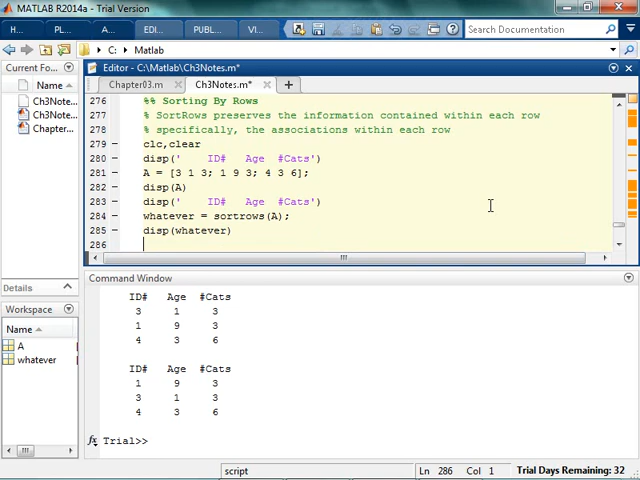 MATLAB R2014a - Trial Version
H... P... A... EDIT PUBL... VI... Search Documentation
C: Matlab
Current Fo...
Name
Ch3Note...
Ch3Note...
Chapter...
Details
Workspace
Name
A
whatever
Editor - C:\Matlab\Ch3Notes.m*
Chapter03.m Ch3Notes.m*
276 %% Sorting By Rows
277 % SortRows preserves the information contained within each row
278 % specifically, the associations within each row
279 clc,clear
280 disp('    ID#   Age   #Cats')
281 A = [3 1 3; 1 9 3; 4 3 6];
282 disp(A)
283 disp('    ID#   Age   #Cats')
284 whatever = sortrows(A);
285 disp(whatever)
286
Command Window
ID# Age #Cats
3 1 3
1 9 3
4 3 6
ID# Age #Cats
1 9 3
3 1 3
4 3 6
fx Trial>>
script Ln 286 Col 1 Trial Days Remaining: 32